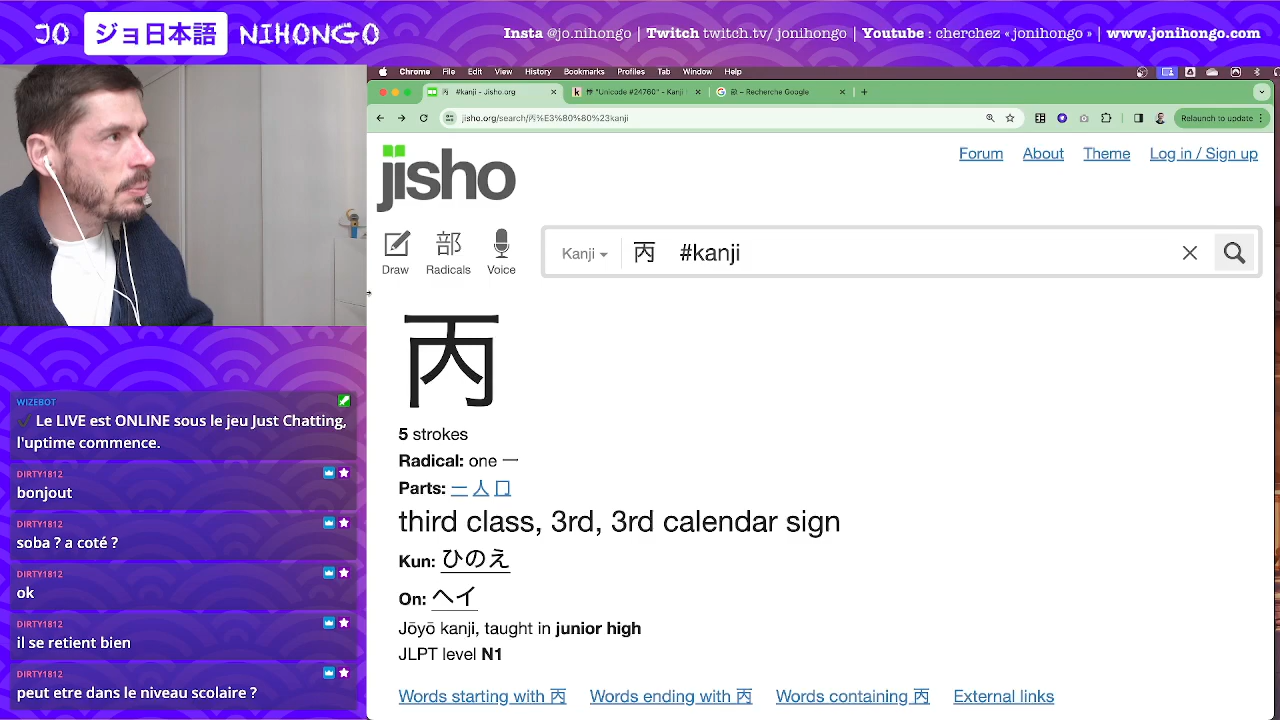 JO ジョ日本語 NIHONGO
Insta @jo.nihongo | Twitch twitch.tv/ jonihongo | Youtube : cherchez « jonihongo » | www.jonihongo.com
Chrome File Edit View History Bookmarks Profiles Tab Window Help
丙 #kanji - Jisho.org
"Unicode #24760" - Kanji
– Recherche Google
jisho.org/search/丙%E3%80%80%23kanji
Relaunch to update
jisho
Forum About Theme Log in / Sign up
部
Draw Radicals Voice
Kanji 丙 #kanji
丙
5 strokes
Radical: one 一
Parts: 一 人 冂
third class, 3rd, 3rd calendar sign
Kun: ひのえ
On: ヘイ
Jōyō kanji, taught in junior high
JLPT level N1
Words starting with 丙 Words ending with 丙 Words containing 丙 External links
WIZEBOT
Le LIVE est ONLINE sous le jeu Just Chatting,
l'uptime commence.
DIRTY1812
bonjout
DIRTY1812
soba ? a coté ?
DIRTY1812
ok
DIRTY1812
il se retient bien
DIRTY1812
peut etre dans le niveau scolaire ?